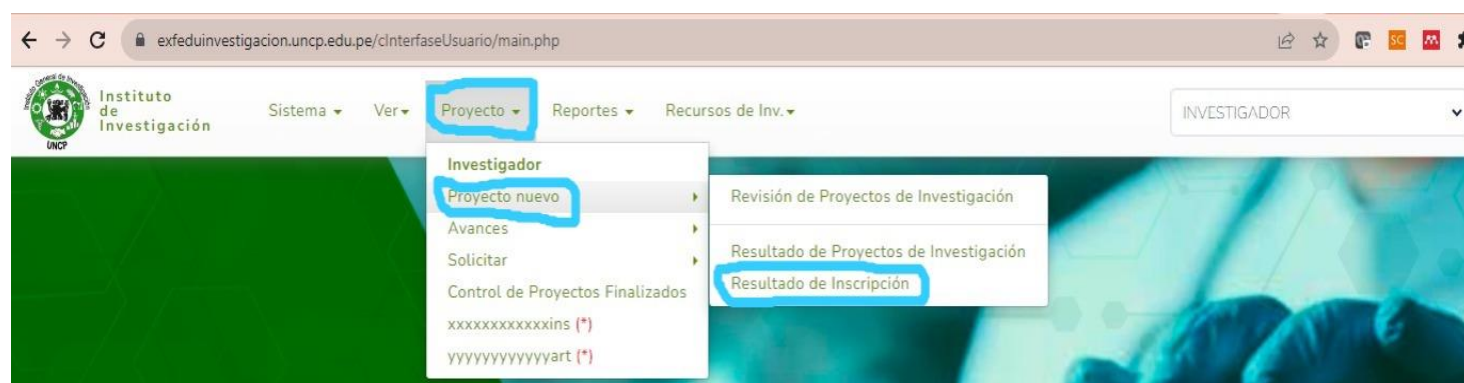 exfeduinvestigacion.uncp.edu.pe/cInterfaseUsuario/main.php
SC
Instituto
de
Investigación
UNCP
Sistema
Ver
Proyecto
Reportes
Recursos de Inv.
INVESTIGADOR
Investigador
Proyecto nuevo
Avances
Solicitar
Control de Proyectos Finalizados
xxxxxxxxxxxxins (*)
yyyyyyyyyyyyart (*)
Revisión de Proyectos de Investigación
Resultado de Proyectos de Investigación
Resultado de Inscripción